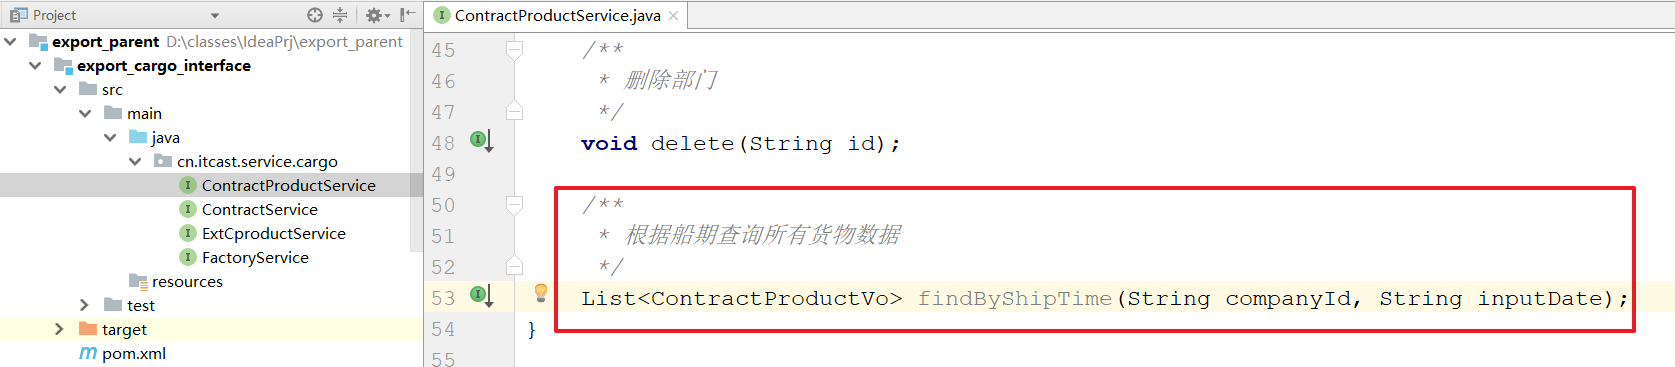 Project
export_parent D:\classes\IdeaPrj\export_parent
export_cargo_interface
src
main
java
cn.itcast.service.cargo
ContractProductService
ContractService
ExtCproductService
FactoryService
resources
test
target
pom.xml
ContractProductService.java
45 /**
46 * 删除部门
47 */
48 void delete(String id);
49
50 /**
51 * 根据船期查询所有货物数据
52 */
53 List<ContractProductVo> findByShipTime(String companyId, String inputDate);
54 }
55